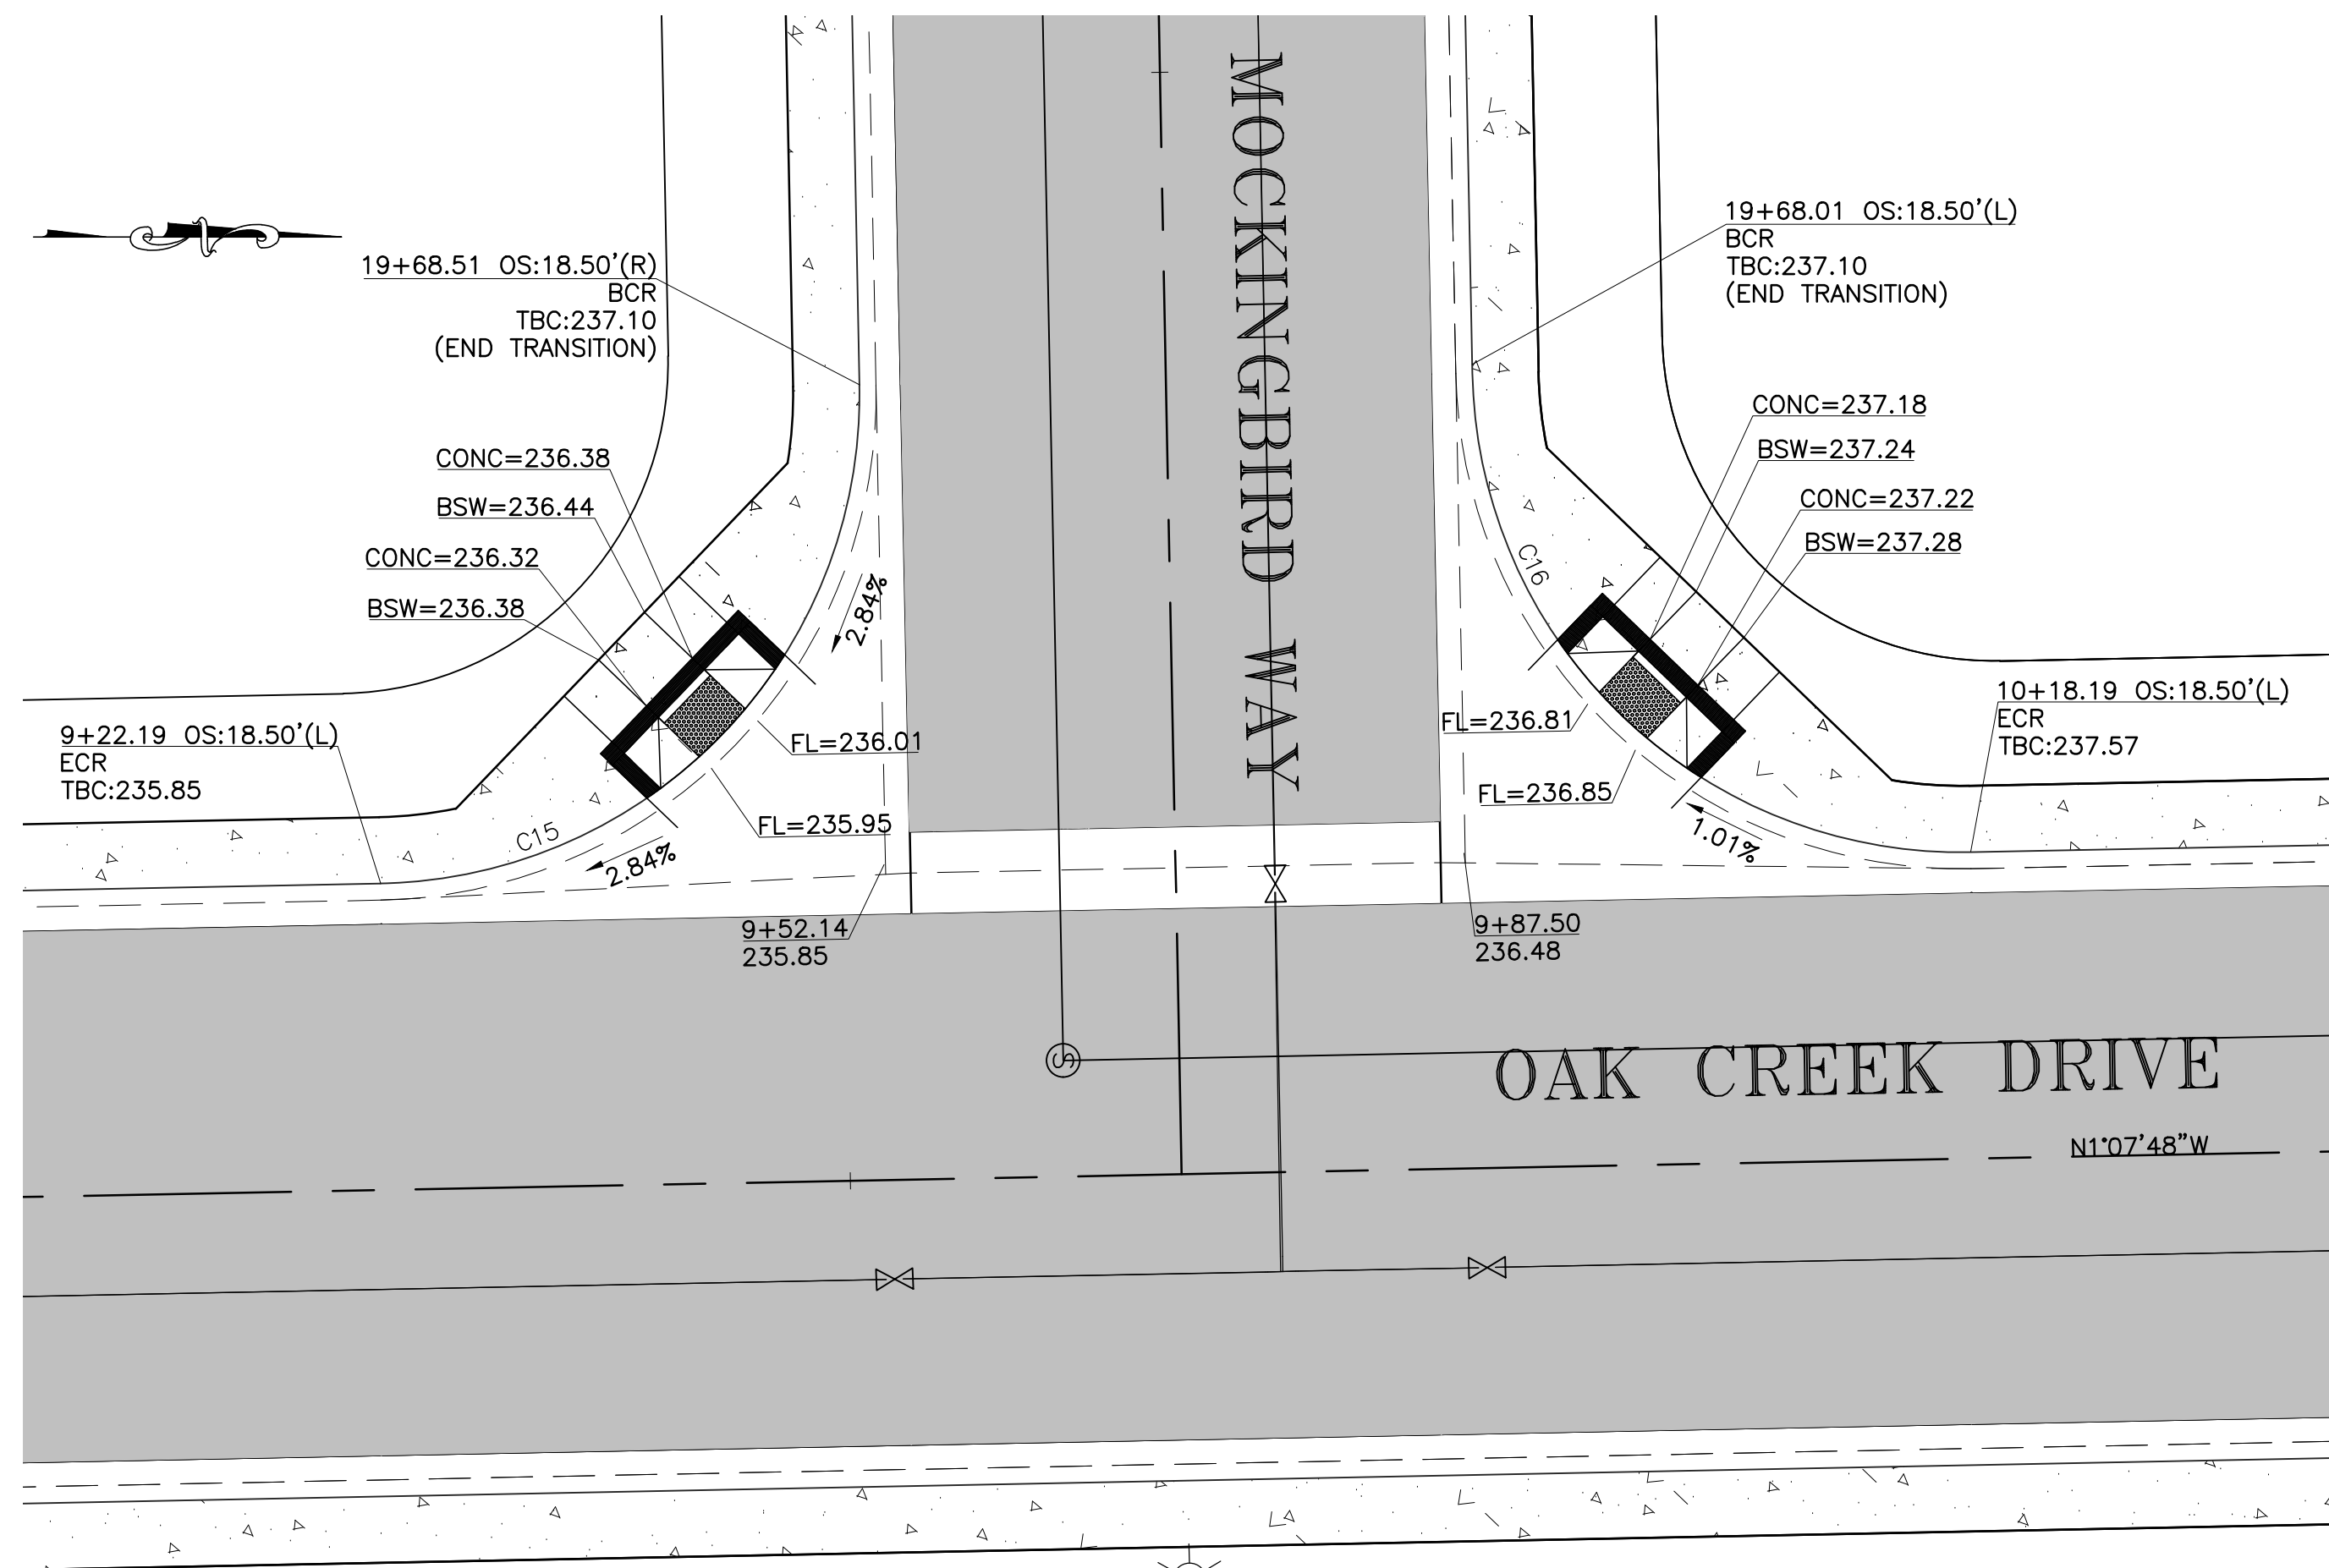 MOCKINGBIRD WAY
19+68.51 OS:18.50'(R)
BCR
TBC:237.10
(END TRANSITION)
19+68.01 OS:18.50'(L)
BCR
TBC:237.10
(END TRANSITION)
CONC=236.38
BSW=236.44
CONC=236.32
BSW=236.38
CONC=237.18
BSW=237.24
CONC=237.22
BSW=237.28
C16
2.84%
9+22.19 OS:18.50'(L)
ECR
TBC:235.85
FL=236.01
FL=235.95
C15
2.84%
FL=236.81
FL=236.85
1.01%
10+18.19 OS:18.50'(L)
ECR
TBC:237.57
9+52.14
235.85
9+87.50
236.48
S
OAK CREEK DRIVE
N1°07'48"W